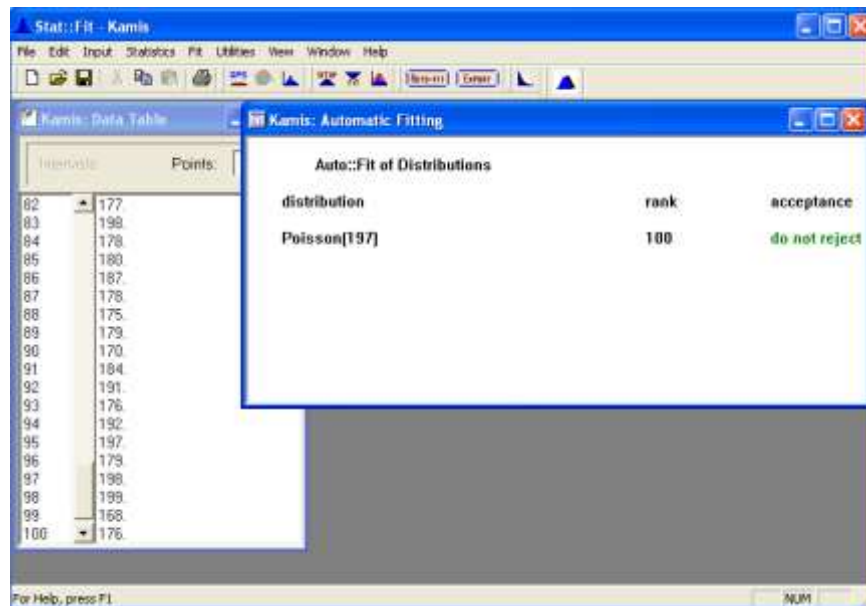 Stat::Fit - Kamis
File Edit Input Statistics Fit Utilities View Window Help
Kamis: Data Table
Intervals:
Points:
82 177.
83 198.
84 178.
85 180.
86 187.
87 178.
88 175.
89 179.
90 170.
91 184.
92 191.
93 176.
94 192.
95 197.
96 179.
97 198.
98 199.
99 168.
100 176.
Kamis: Automatic Fitting
Auto::Fit of Distributions
distribution rank acceptance
Poisson[197] 100 do not reject
For Help, press F1
NUM